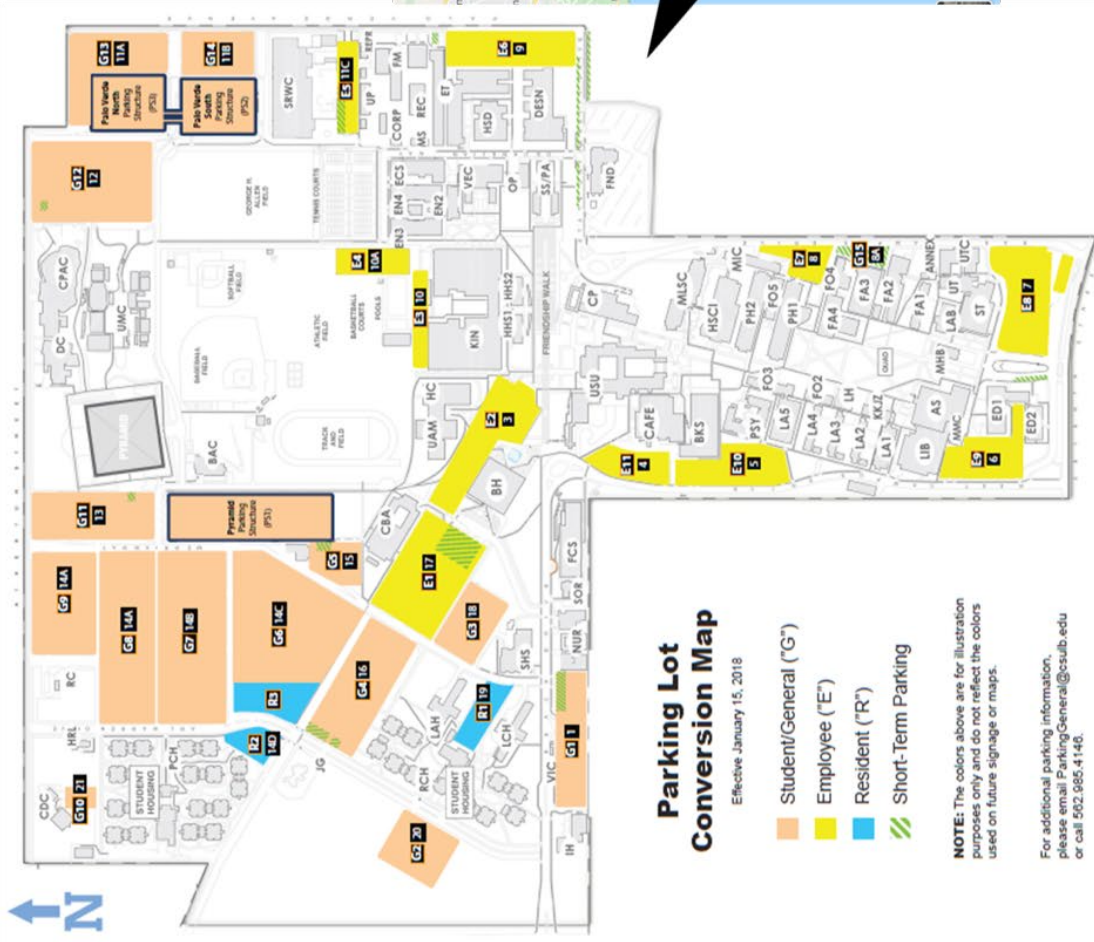 N
CDC
G10 21
HRL
RC
G9 14A
G11 13
PYRAMID
DC
UMC
CPAC
G12 12
G13 11A
Palo Verde
North
Parking
Structure
(PS3)
G14 11B
Palo Verde
South
Parking
Structure
(PS2)
STUDENT
HOUSING
PCH
G8 14A
G7 14B
Pyramid
Parking
Structure
(PS1)
BAC
BASEBALL
FIELD
SOFTBALL
FIELD
GEORGE H.
ALLEN
FIELD
SRWC
R2 14D
R3
G6 14C
G5 15
TRACK
AND
FIELD
ATHLETIC
FIELD
BASKETBALL
COURTS
POOLS
TENNIS COURTS
E4 10A
E5 11C
REPR
UP
FM
CORP
REC
MS
ET
E6 9
JG
G4 16
CBA
E1 17
UAM
HC
E3 10
KIN
EN3
EN4
ECS
EN2
VEC
HSD
DESN
G2 20
RCH
LAH
STUDENT
HOUSING
LCH
R1 19
G3 18
SHS
BH
E2 3
HHS1
HHS2
OP
SS/PA
FRIENDSHIP WALK
IH
VIC
G1 1
NUR
SOR
FCS
USU
CP
FND
E11 4
CAFE
BKS
MLSC
HSCI
MIC
E10 5
PSY
PH2
FO5
PH1
E7 8
LA5
FO3
LA4
FO2
LA3
LH
LA2
KKJZ
LA1
FA4
FO4
FA3
G15 8A
FA2
QUAD
FA1
ANNEX
LIB
AS
MHB
LAB
UT
UTC
ST
MMC
E9 6
ED1
ED2
E8 7
Parking Lot
Conversion Map
Effective January 15, 2018
Student/General ("G")
Employee ("E")
Resident ("R")
Short-Term Parking
NOTE: The colors above are for illustration
purposes only and do not reflect the colors
used on future signage or maps.
For additional parking information,
please email ParkingGeneral@csulb.edu
or call 562.985.4146.